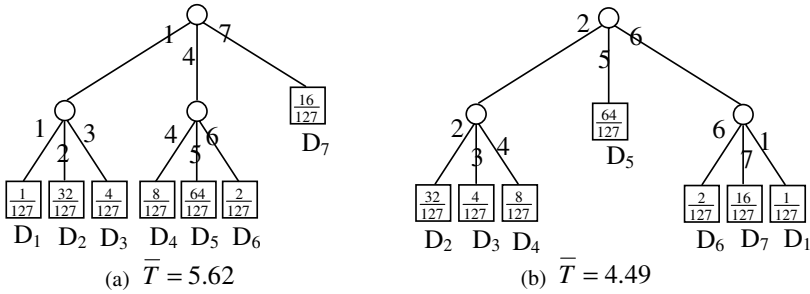 1 4 7 2 5 6
1 2 3 4 5 6 16/127 2 3 4 64/127 6 7 1
D7 D5
1/127 32/127 4/127 8/127 64/127 2/127 32/127 4/127 8/127 2/127 16/127 1/127
D1 D2 D3 D4 D5 D6 D2 D3 D4 D6 D7 D1
(a) T̅ = 5.62 (b) T̅ = 4.49